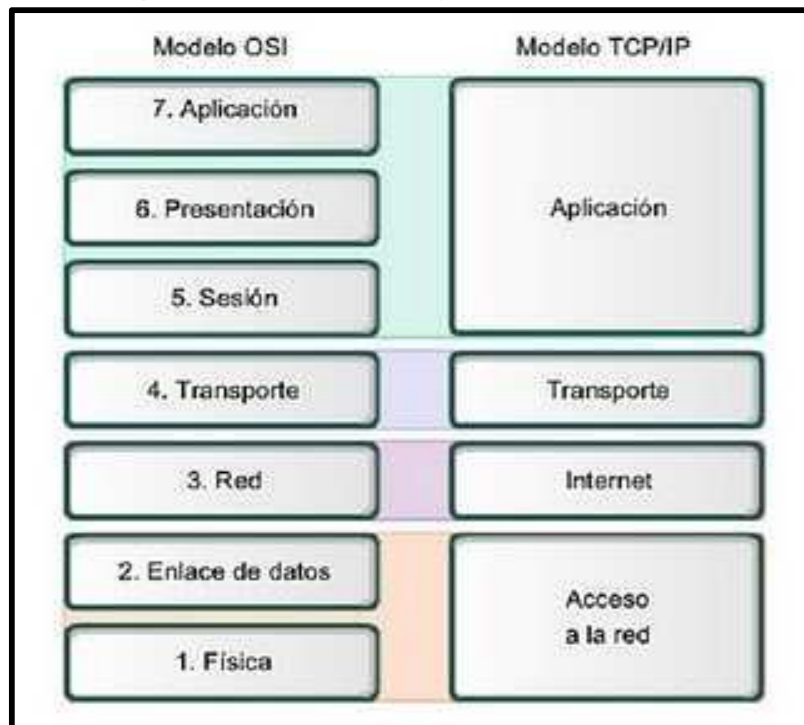 Modelo OSI
Modelo TCP/IP
7. Aplicación
6. Presentación
5. Sesión
Aplicación
4. Transporte
Transporte
3. Red
Internet
2. Enlace de datos
1. Física
Acceso
a la red